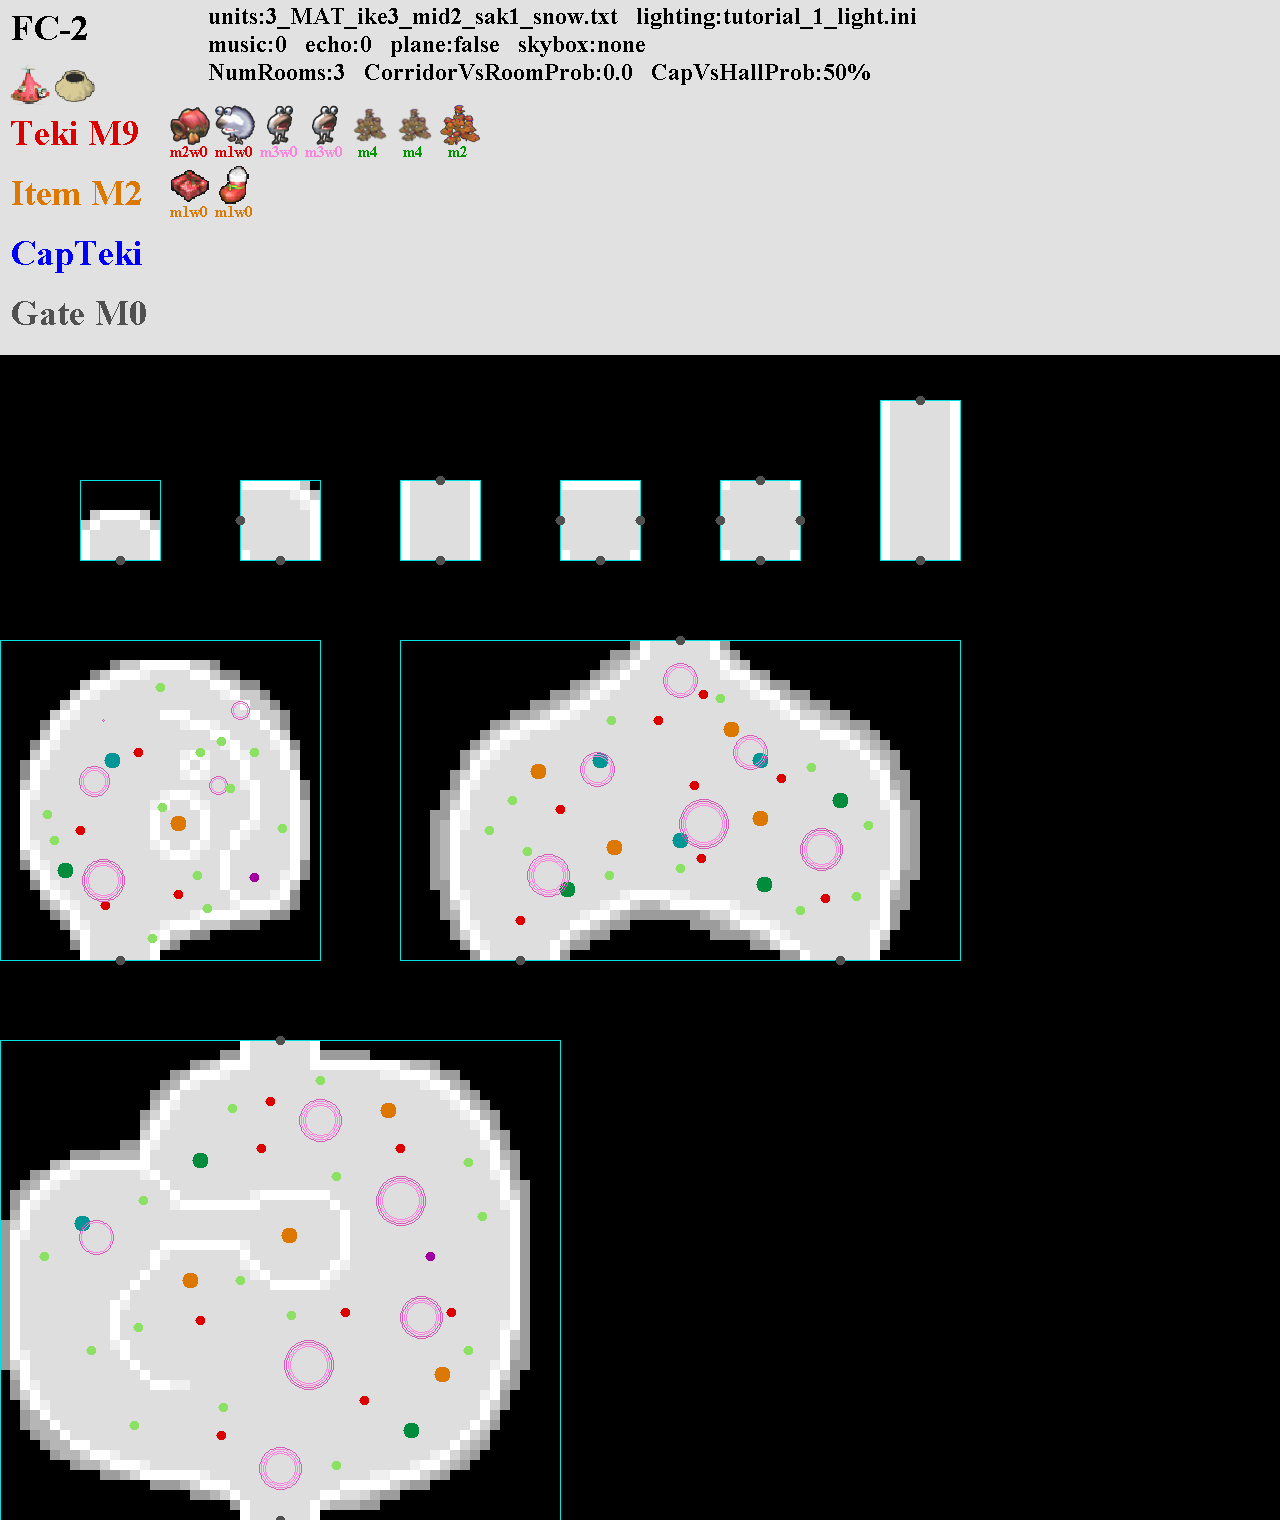 FC-2
units:3_MAT_ike3_mid2_sak1_snow.txt lighting:tutorial_1_light.ini
music:0 echo:0 plane:false skybox:none
NumRooms:3 CorridorVsRoomProb:0.0 CapVsHallProb:50%
Teki M9
m2w0 m1w0 m3w0 m3w0 m4 m4 m2
Item M2
m1w0 m1w0
CapTeki
Gate M0